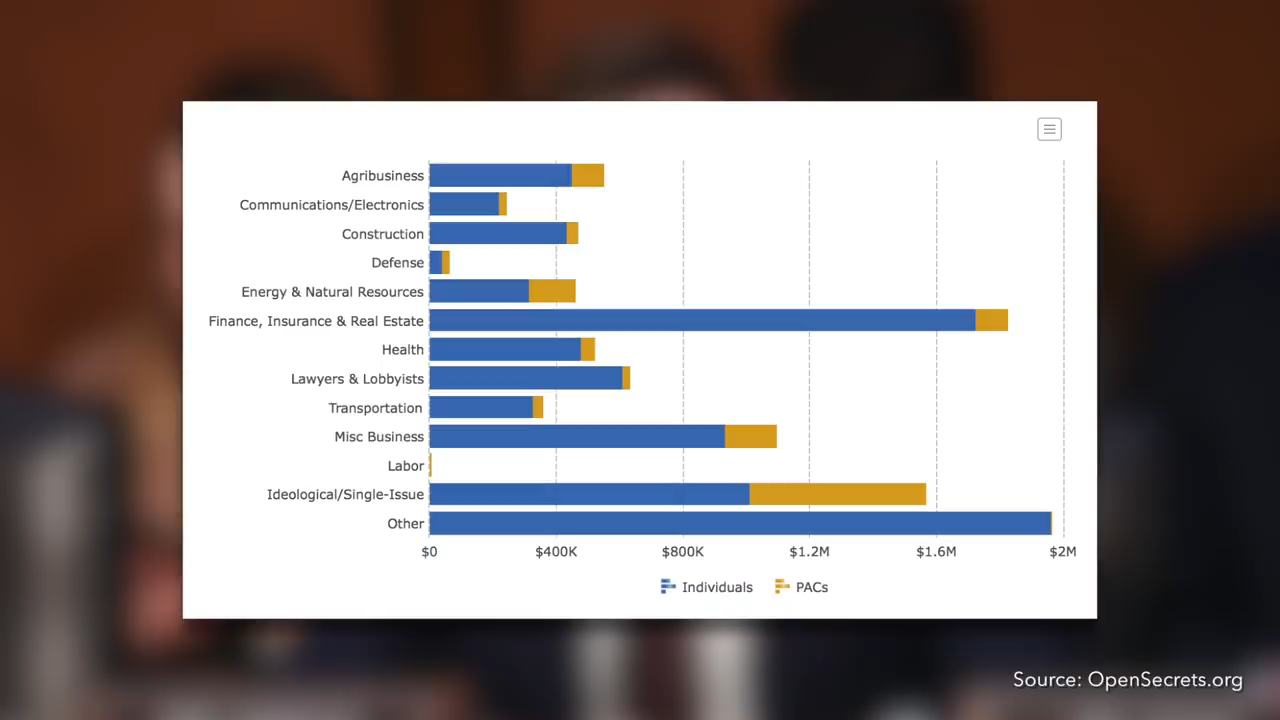 Agribusiness
Communications/Electronics
Construction
Defense
Energy & Natural Resources
Finance, Insurance & Real Estate
Health
Lawyers & Lobbyists
Transportation
Misc Business
Labor
Ideological/Single-Issue
Other
$0 $400K $800K $1.2M $1.6M $2M
Individuals PACs
Source: OpenSecrets.org